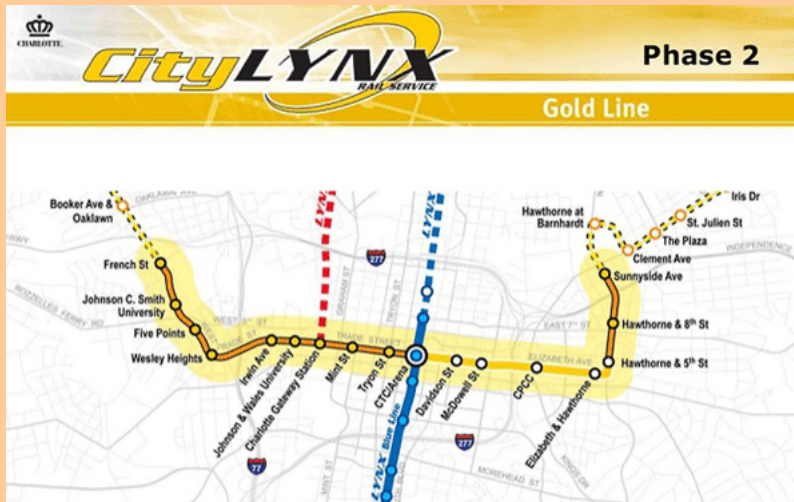 CHARLOTTE.
CityLYNX
RAIL SERVICE
Phase 2
Gold Line
Booker Ave &
Oaklawn
OAKLAWN AVE
LYNX
LYNX
Iris Dr
St. Julien St
The Plaza
Clement Ave
Hawthorne at
Barnhardt
INDEPENDENCE
FRWY
277
French St
Sunnyside Ave
GRAHAM ST
TRYON ST
Johnson C. Smith
University
ROZZELLES FERRY RD
Five Points
WEST 5th ST
WEST TRADE ST
TRADE STREET
EAST 7th ST
Hawthorne & 8th St
Wesley Heights
ELIZABETH AVE
Hawthorne & 5th St
Irwin Ave
Johnson & Wales University
Charlotte Gateway Station
Mint St
Tryon St
CTC/Arena
Davidson St
McDowell St
CPCC
Elizabeth & Hawthorne
LYNX Blue Line
77
277
MINT ST
MOREHEAD ST
KINGS DR